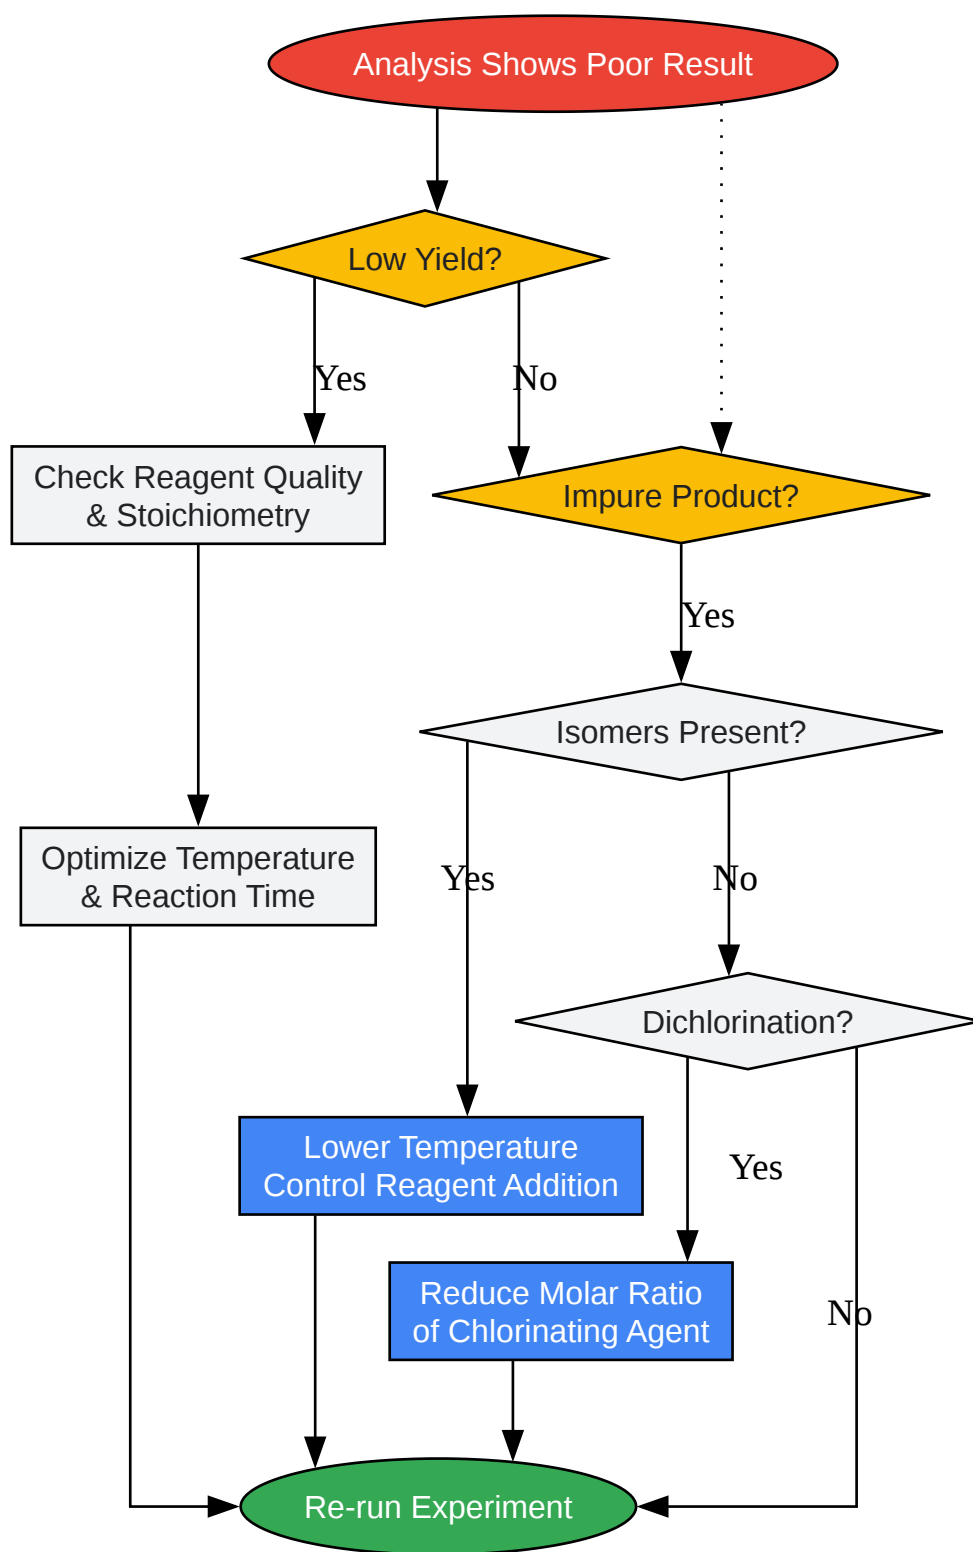 Analysis Shows Poor Result
Low Yield?
Yes
No
Check Reagent Quality
& Stoichiometry
Impure Product?
Yes
Isomers Present?
Optimize Temperature
& Reaction Time
Yes
No
Dichlorination?
Lower Temperature
Control Reagent Addition
Yes
Reduce Molar Ratio
of Chlorinating Agent
No
Re-run Experiment